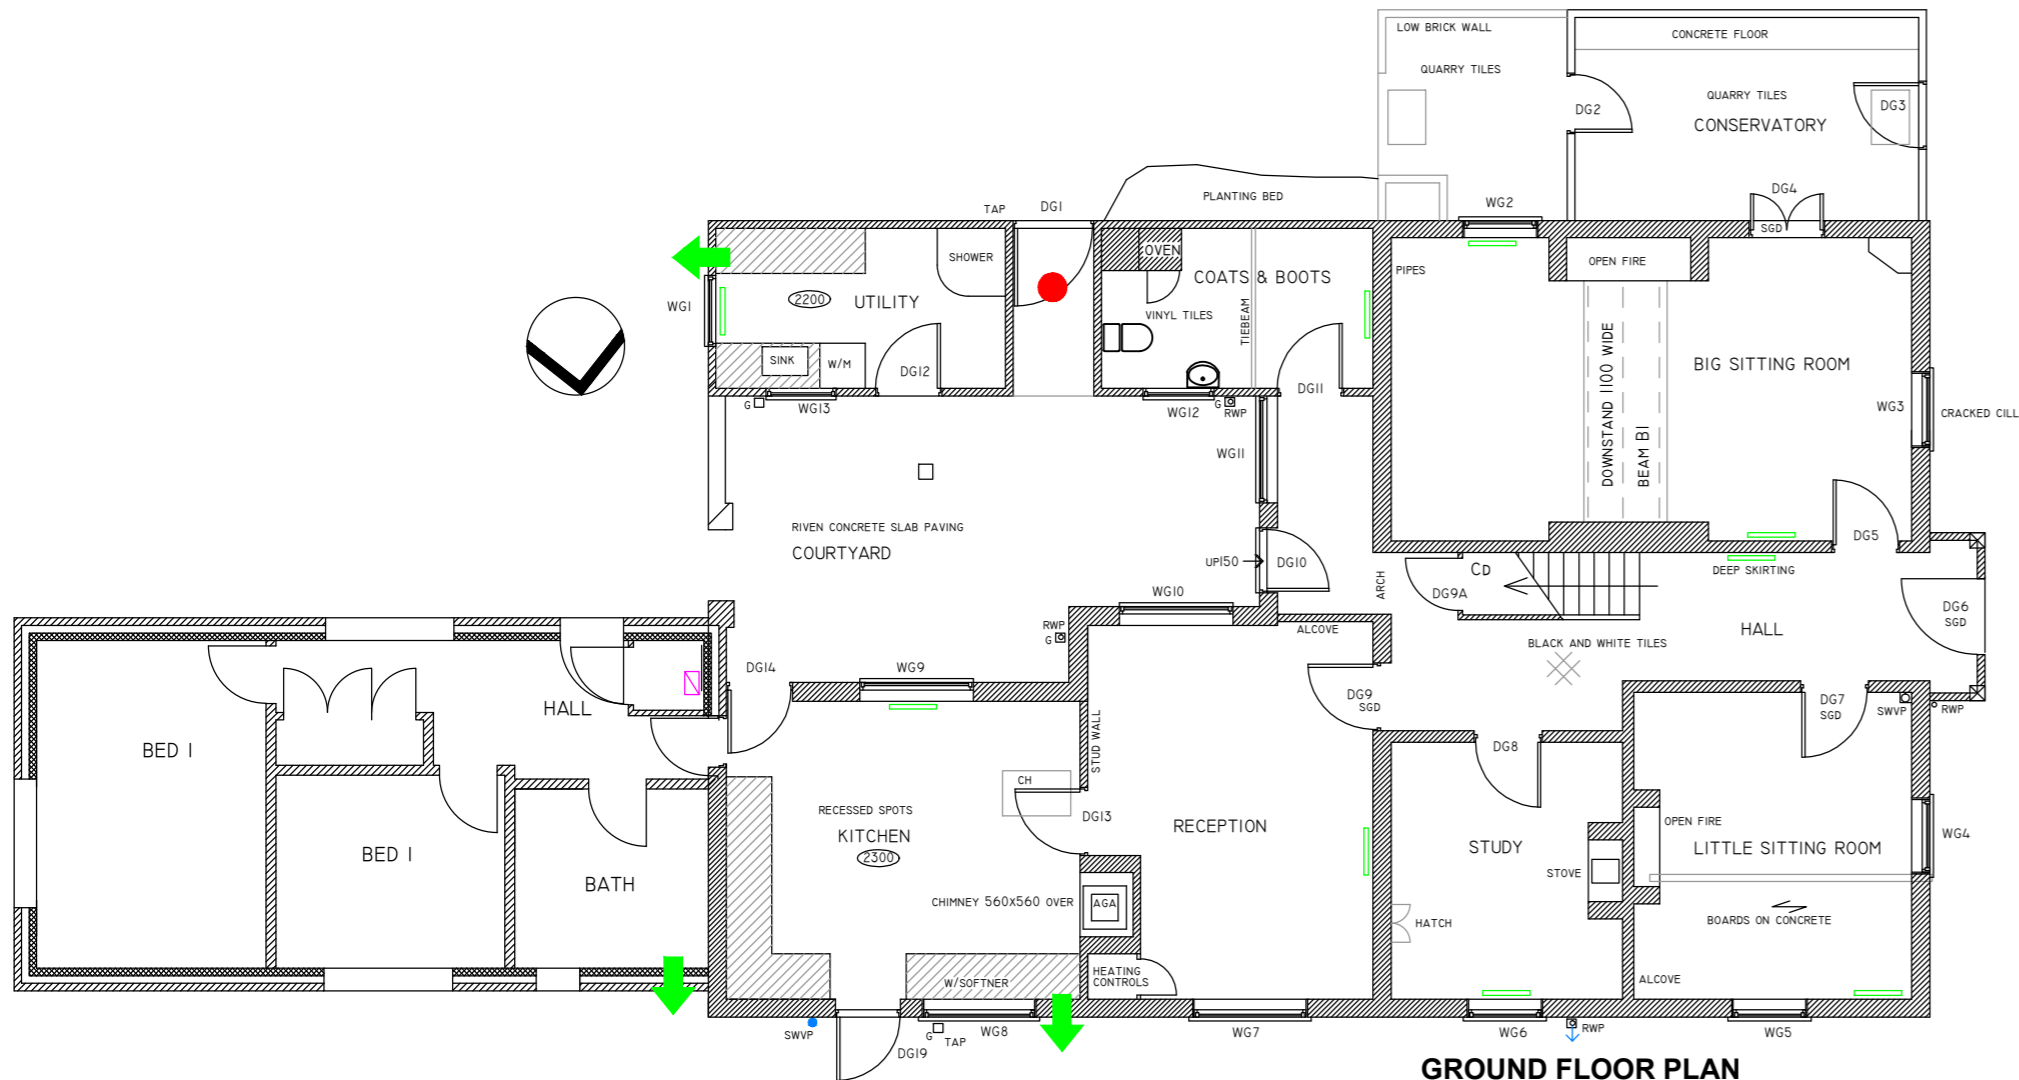 LOW BRICK WALL
CONCRETE FLOOR
QUARRY TILES
QUARRY TILES
DG2
DG3
CONSERVATORY
DG4
SGD
WG2
PLANTING BED
TAP
DG1
SHOWER
OVEN
COATS & BOOTS
PIPES
OPEN FIRE
WG1
2200
UTILITY
VINYL TILES
TIEBEAM
SINK
W/M
DG12
DG11
DOWNSTAND 1100 WIDE
BEAM B1
BIG SITTING ROOM
WG3
CRACKED CILL
G
WG13
WG12
G
RWP
WG11
RIVEN CONCRETE SLAB PAVING
COURTYARD
UP150
DG10
DG5
ARCH
DG9A
CD
DEEP SKIRTING
DG6
SGD
WG10
RWP
G
ALCOVE
BLACK AND WHITE TILES
HALL
DG14
WG9
DG9
SGD
DG7
SGD
SWVP
RWP
HALL
BED 1
STUD WALL
DG8
CH
RECESSED SPOTS
KITCHEN
2300
DG13
RECEPTION
STUDY
OPEN FIRE
LITTLE SITTING ROOM
WG4
BED 1
BATH
STOVE
CHIMNEY 560X560 OVER
AGA
HATCH
BOARDS ON CONCRETE
W/SOFTNER
HEATING
CONTROLS
ALCOVE
SWVP
G
TAP
WG8
DG19
WG7
WG6
RWP
WG5
GROUND FLOOR PLAN